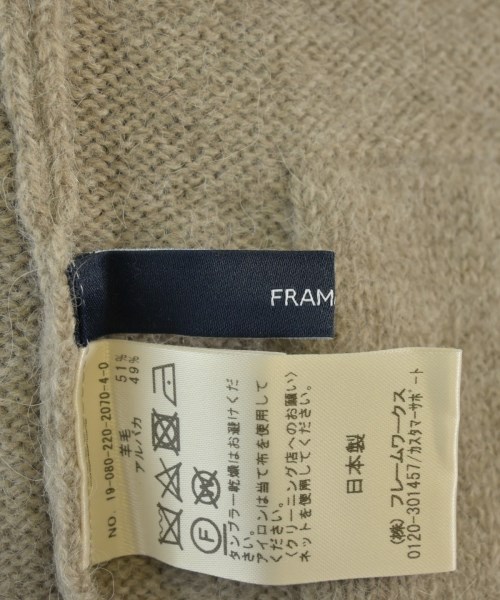 FRAM
NO. 19-080-220-2070-4-0
羊毛 51%
アルパカ 49%
F
W
タンブラー乾燥はお避けくだ
さい。
アイロンは当て布を使用して
ください。
〈クリーニング店へのお願い〉
ネットを使用してください。
日本製
(株) フレームワークス
0120-301457/カスタマーサポート